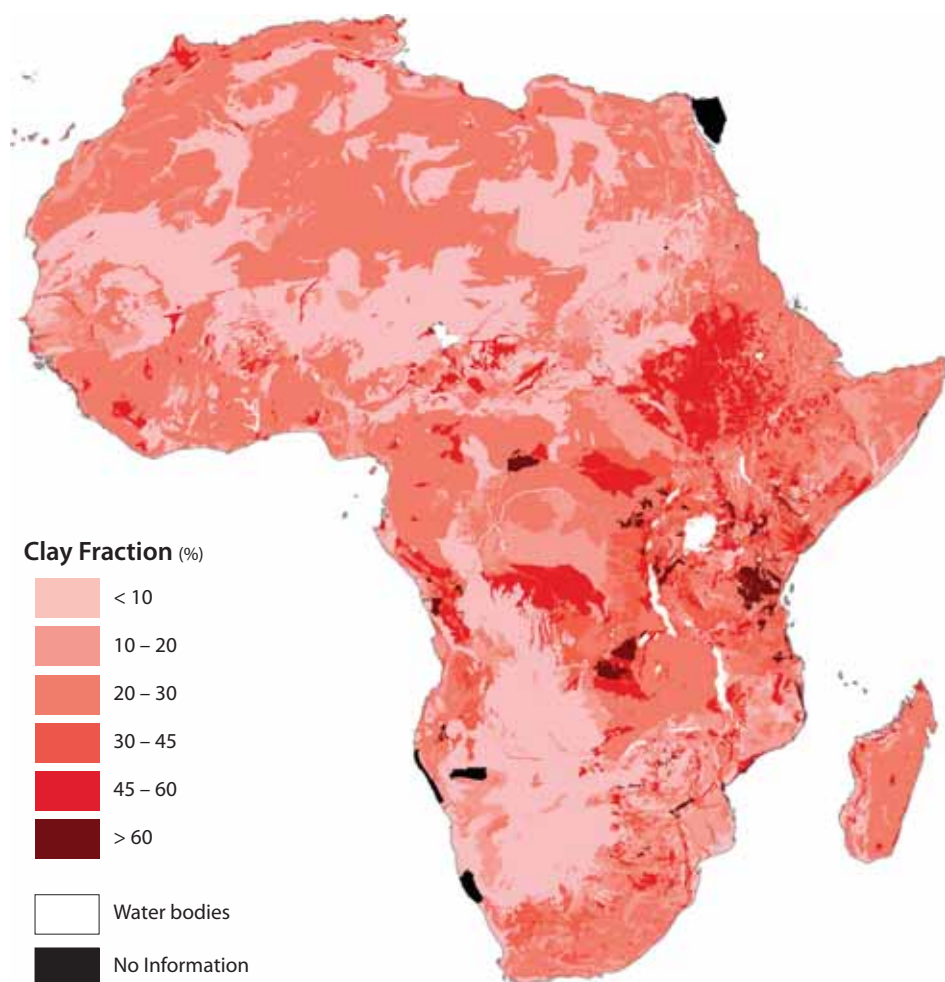 Clay Fraction (%)
< 10
10 – 20
20 – 30
30 – 45
45 – 60
> 60
Water bodies
No Information